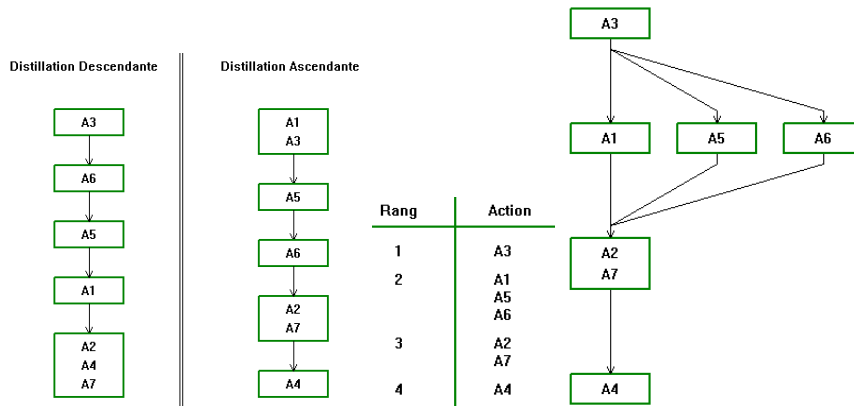 Distillation Descendante
A3
A6
A5
A1
A2
A4
A7
Distillation Ascendante
A1
A3
A5
A6
A2
A7
A4
Rang Action
1 A3
2 A1
A5
A6
3 A2
A7
4 A4
A3
A1 A5 A6
A2
A7
A4